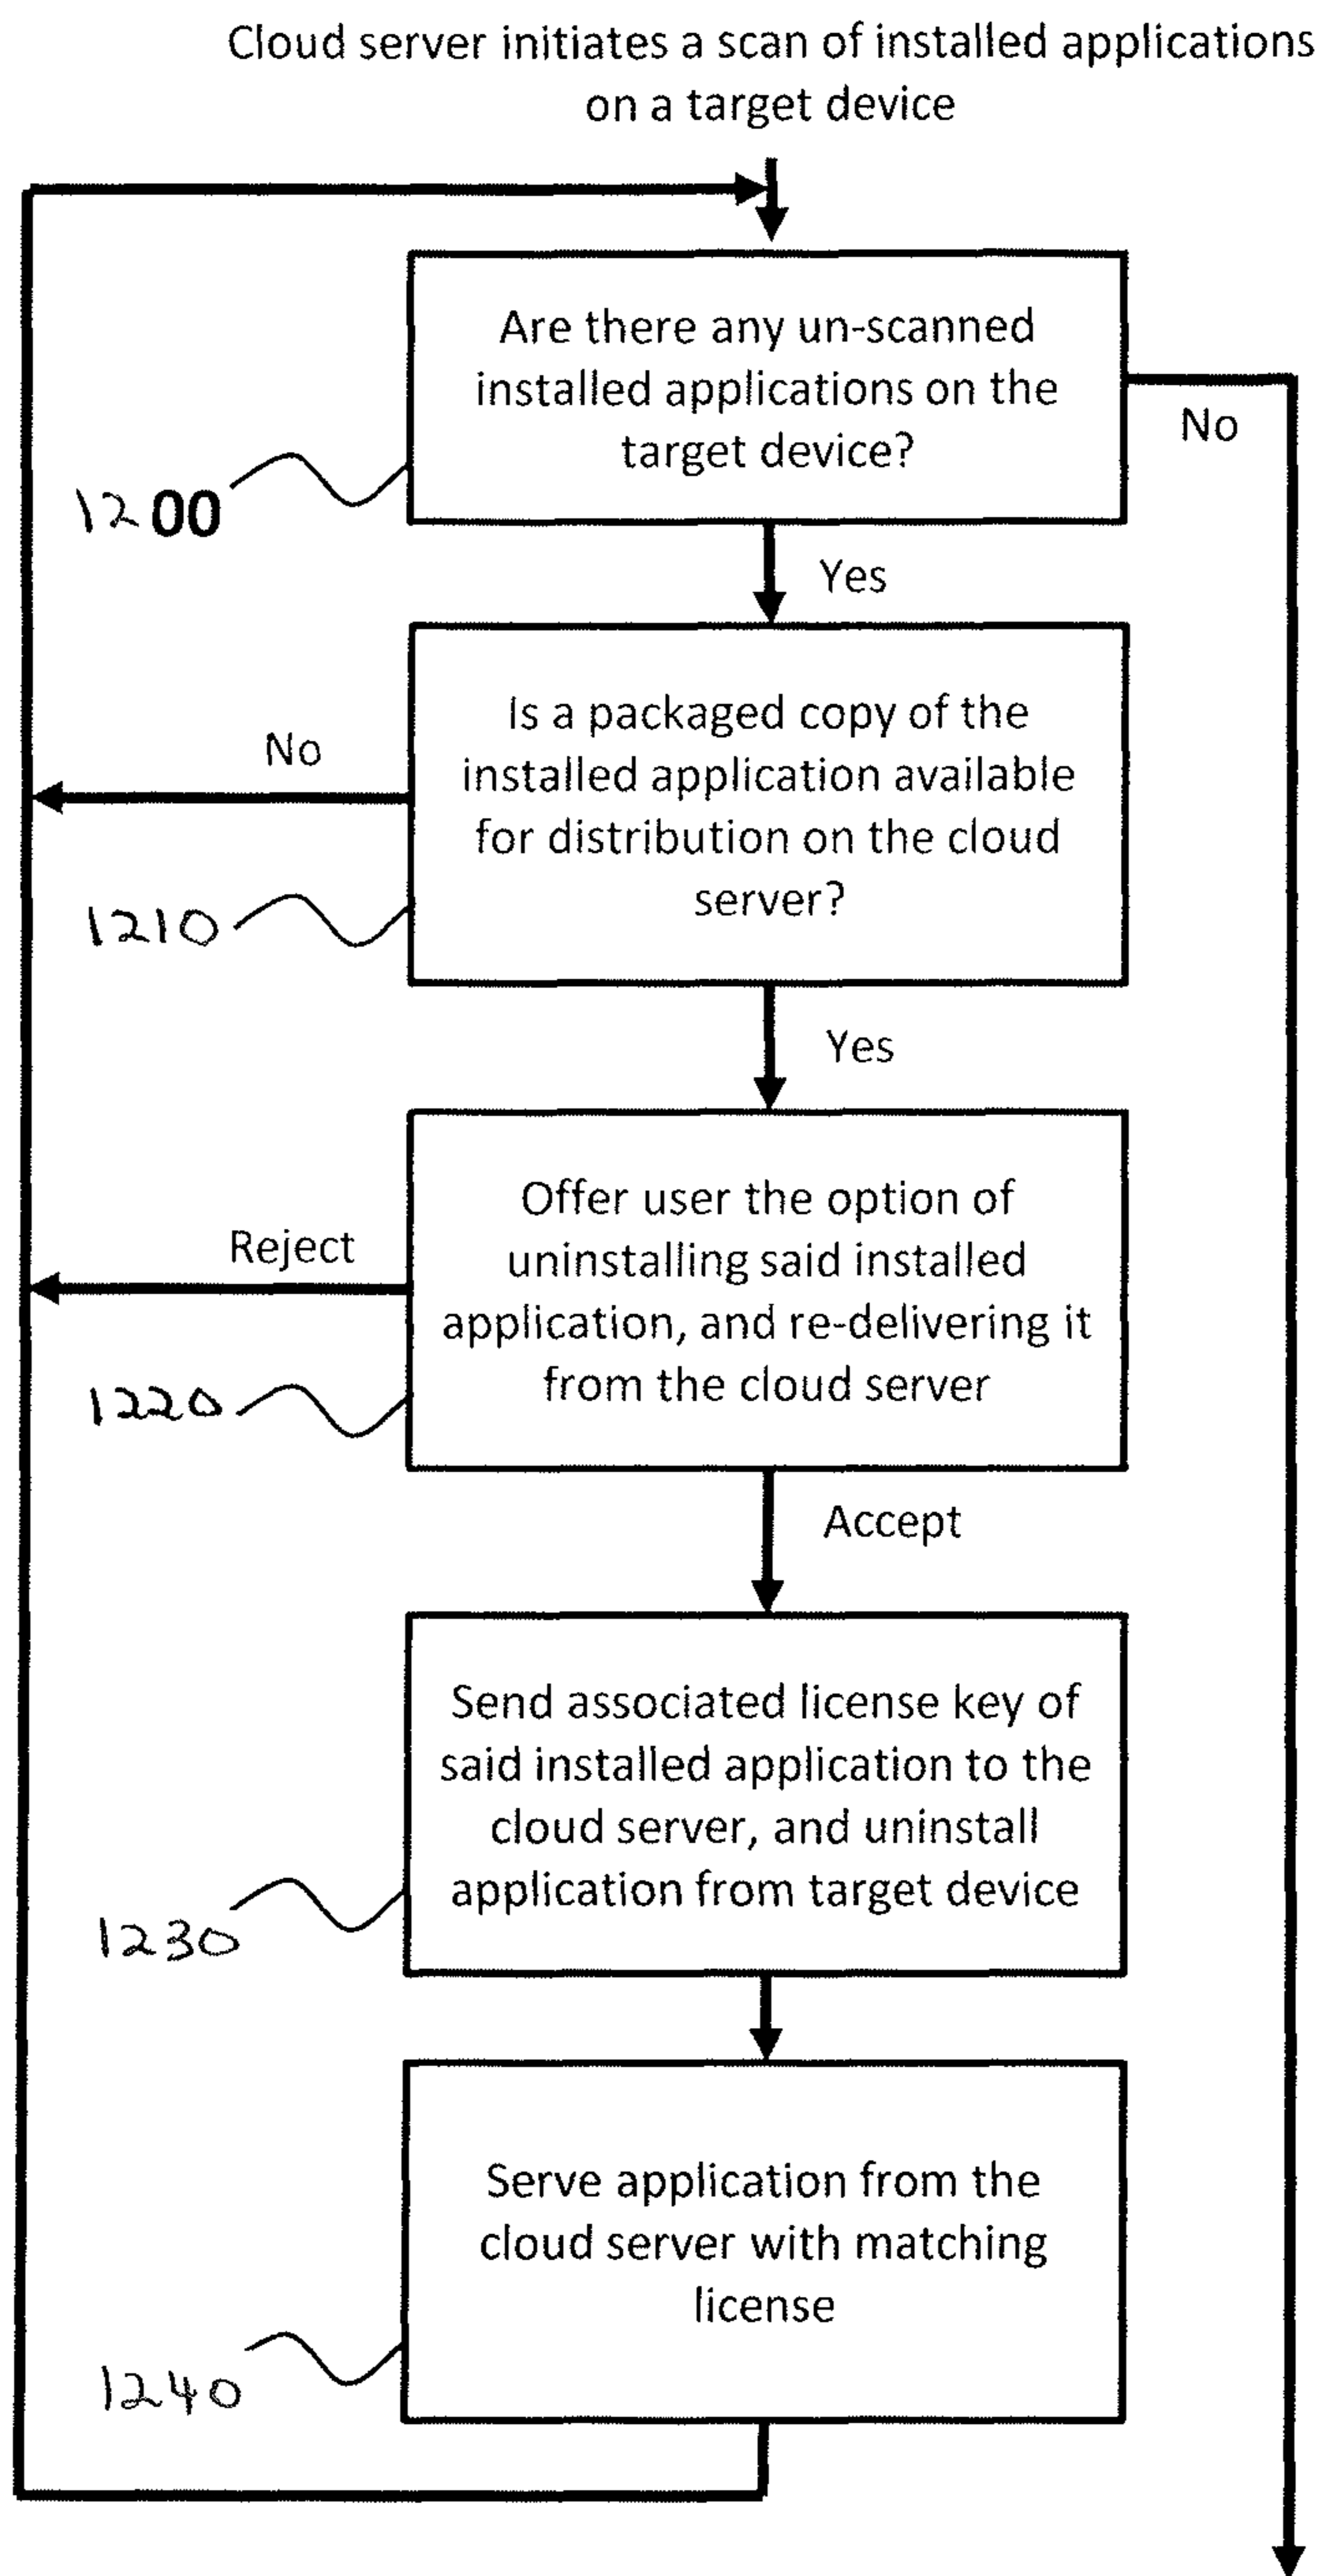 Cloud server initiates a scan of installed applications
on a target device
Are there any un-scanned
installed applications on the
target device?
No
1200
Yes
Is a packaged copy of the
installed application available
for distribution on the cloud
server?
No
1210
Yes
Offer user the option of
uninstalling said installed
application, and re-delivering it
from the cloud server
Reject
1220
Accept
Send associated license key of
said installed application to the
cloud server, and uninstall
application from target device
1230
Serve application from the
cloud server with matching
license
1240